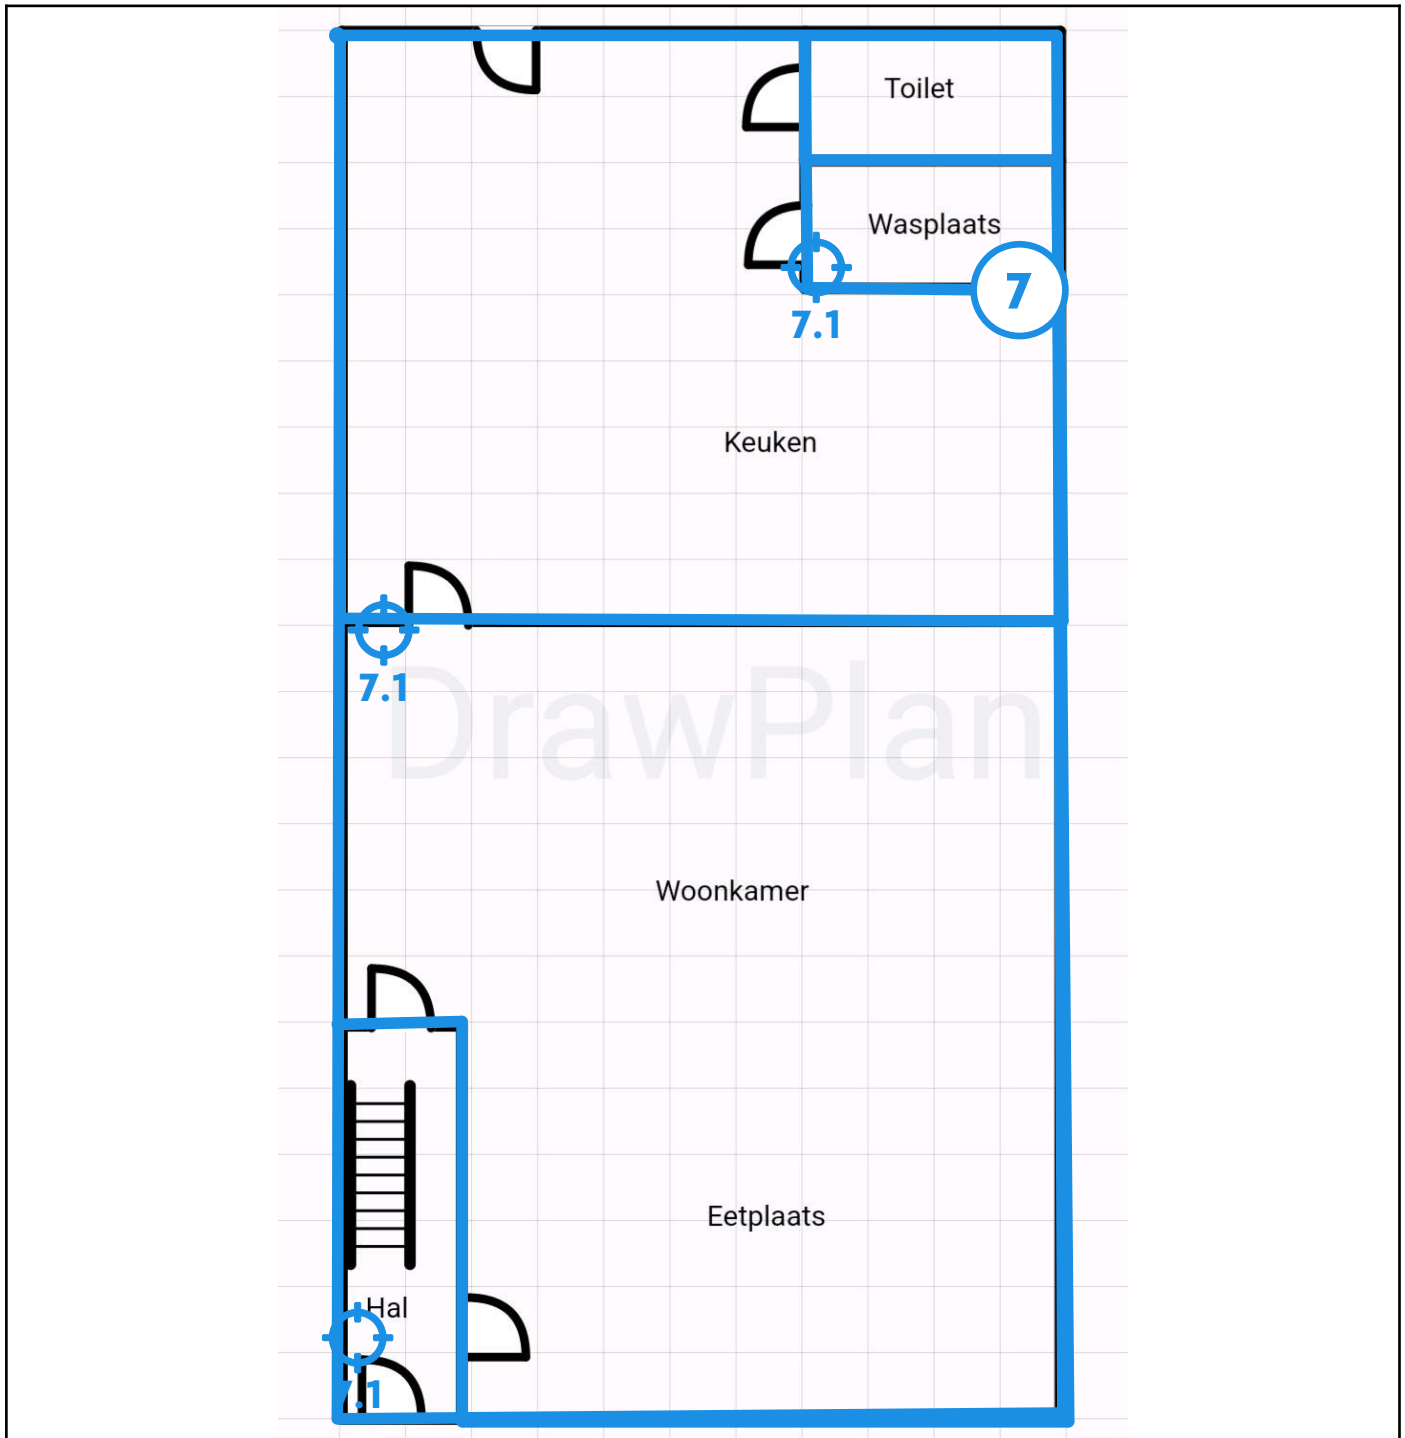 Toilet
Wasplaats
7
7.1
Keuken
7.1
DrawPlan
Woonkamer
Eetplaats
Hal
7.1